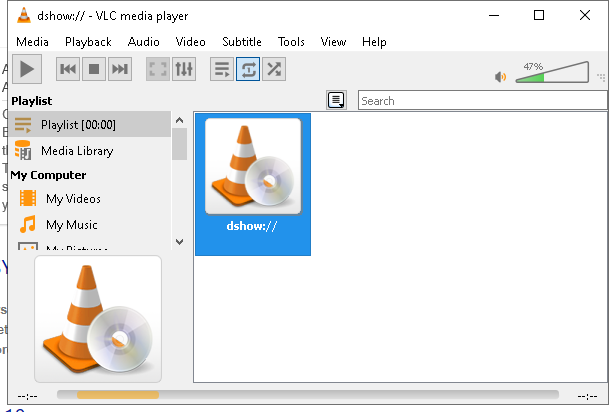 dshow:// - VLC media player
Media Playback Audio Video Subtitle Tools View Help
47%
Playlist
Search
Playlist [00:00]
Media Library
My Computer
My Videos
My Music
My Pictures
dshow://
--:-- --:--